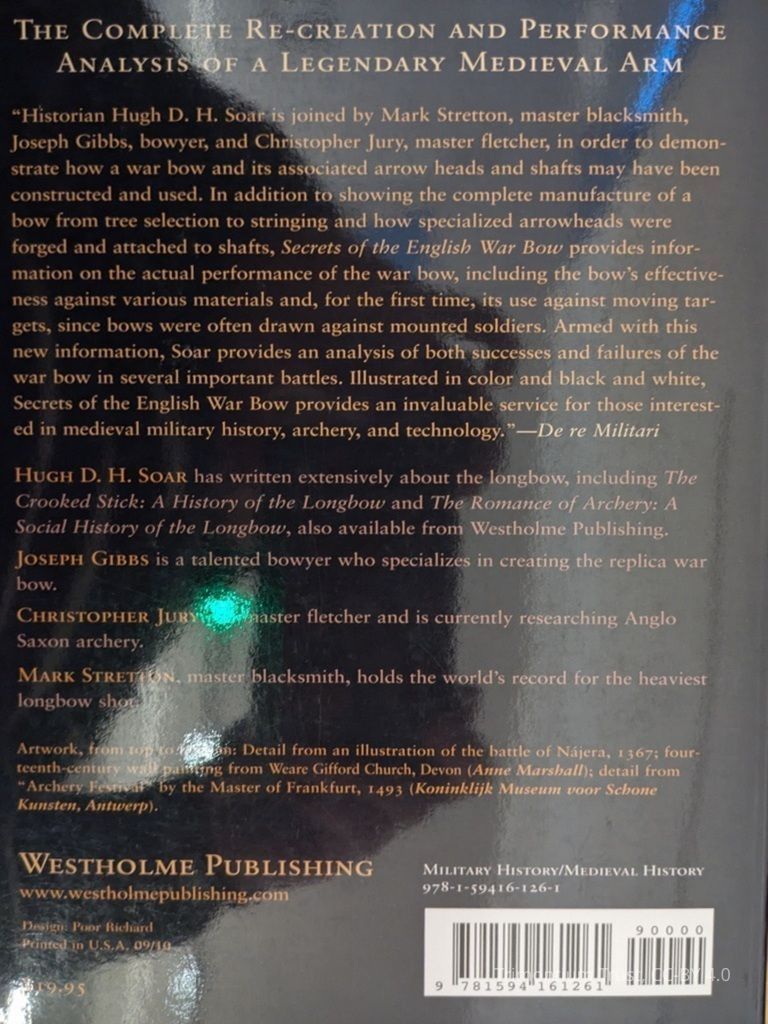 THE COMPLETE RE-CREATION AND PERFORMANCE
ANALYSIS OF A LEGENDARY MEDIEVAL ARM
“Historian Hugh D. H. Soar is joined by Mark Stretton, master blacksmith,
Joseph Gibbs, bowyer, and Christopher Jury, master fletcher, in order to demon-
strate how a war bow and its associated arrow heads and shafts may have been
constructed and used. In addition to showing the complete manufacture of a
bow from tree selection to stringing and how specialized arrowheads were
forged and attached to shafts, Secrets of the English War Bow provides infor-
mation on the actual performance of the war bow, including the bow’s effective-
ness against various materials and, for the first time, its use against moving tar-
gets, since bows were often drawn against mounted soldiers. Armed with this
new information, Soar provides an analysis of both successes and failures of the
war bow in several important battles. Illustrated in color and black and white,
Secrets of the English War Bow provides an invaluable service for those interest-
ed in medieval military history, archery, and technology.”—De re Militari
HUGH D. H. SOAR has written extensively about the longbow, including The
Crooked Stick: A History of the Longbow and The Romance of Archery: A
Social History of the Longbow, also available from Westholme Publishing.
JOSEPH GIBBS is a talented bowyer who specializes in creating the replica war
bow.
CHRISTOPHER JURY master fletcher and is currently researching Anglo
Saxon archery.
MARK STRETTON, master blacksmith, holds the world’s record for the heaviest
longbow shot.
Artwork, from top to bottom: Detail from an illustration of the battle of Nájera, 1367; four-
teenth-century wall painting from Weare Gifford Church, Devon (Anne Marshall); detail from
“Archery Festival” by the Master of Frankfurt, 1493 (Koninklijk Museum voor Schone
Kunsten, Antwerp).
WESTHOLME PUBLISHING
www.westholmepublishing.com
Design: Poor Richard
Printed in U.S.A. 09/10
$19.95
MILITARY HISTORY/MEDIEVAL HISTORY
978-1-59416-126-1
90000
9 781594 161261
Trust, CC-BY 4.0